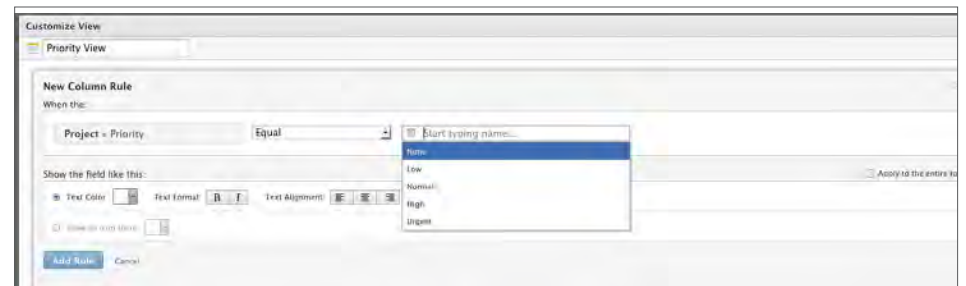 Customize View
Priority View
New Column Rule
When the:
Project » Priority
Equal
Start typing name...
None
Low
Normal
High
Urgent
Show the field like this:
Apply to the entire
Text Color
Text Format
B I
Text Alignment
Add Rule
Cancel